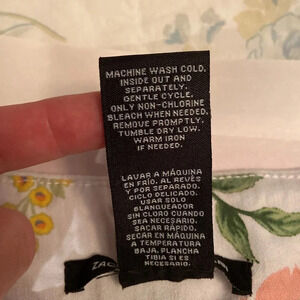 MACHINE WASH COLD.
INSIDE OUT AND
SEPARATELY.
GENTLE CYCLE.
ONLY NON-CHLORINE
BLEACH WHEN NEEDED.
REMOVE PROMPTLY.
TUMBLE DRY LOW.
WARM IRON
IF NEEDED.
LAVAR A MÁQUINA
EN FRÍO. AL REVÉS
Y POR SEPARADO.
CICLO DELICADO.
USAR SOLO
BLANQUEADOR
SIN CLORO CUANDO
SEA NECESARIO.
SACAR RÁPIDO.
SECAR EN MÁQUINA
A TEMPERATURA
BAJA. PLANCHA
TIBIA SI ES
NECESARIO.